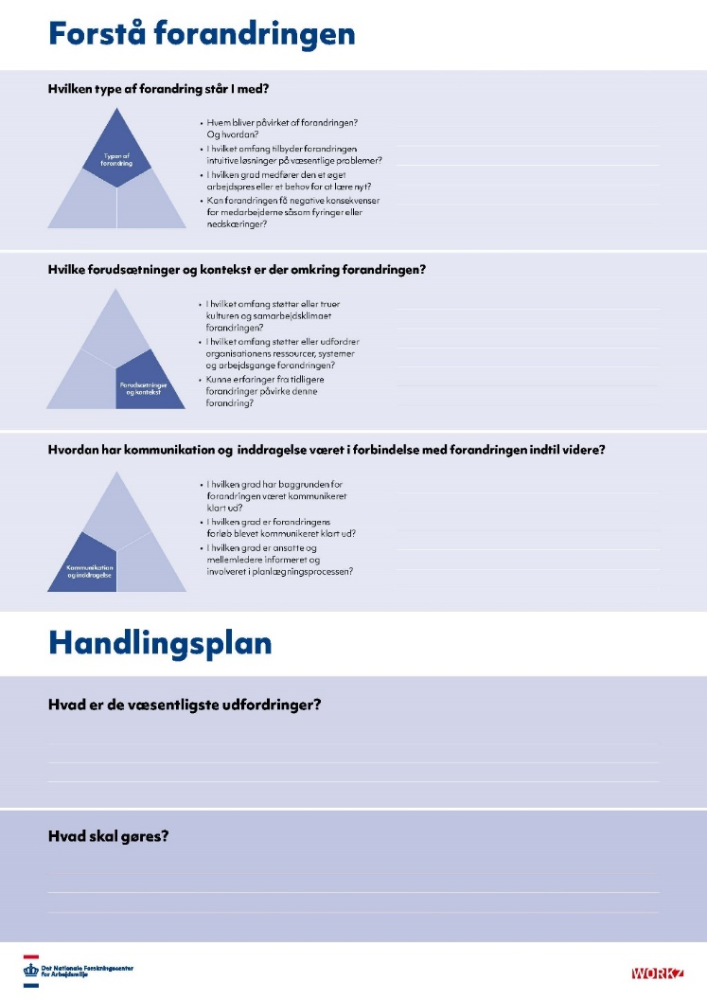 Forstå forandringen
Hvilken type af forandring står I med?
Typen af
forandring
• Hvem bliver påvirket af forandringen?
Og hvordan?
• I hvilket omfang tilbyder forandringen
intuitive løsninger på væsentlige problemer?
• I hvilken grad medfører den et øget
arbejdspres eller et behov for at lære nyt?
• Kan forandringen få negative konsekvenser
for medarbejderne såsom fyringer eller
nedskæringer?
Hvilke forudsætninger og kontekst er der omkring forandringen?
Forudsætninger
og kontekst
• I hvilket omfang støtter eller truer
kulturen og samarbejdsklimaet
forandringen?
• I hvilket omfang støtter eller udfordrer
organisationens ressourcer, systemer
og arbejdsgange forandringen?
• Kunne erfaringer fra tidligere
forandringer påvirke denne
forandring?
Hvordan har kommunikation og inddragelse været i forbindelse med forandringen indtil videre?
Kommunikation
og inddragelse
• I hvilken grad har baggrunden for
forandringen været kommunikeret
klart ud?
• I hvilken grad er forandringens
forløb blevet kommunikeret klart ud?
• I hvilken grad er ansatte og
mellemledere informeret og
involveret i planlægningsprocessen?
Handlingsplan
Hvad er de væsentligste udfordringer?
Hvad skal gøres?
Det Nationale Forskningscenter
for Arbejdsmiljø
WORKZ